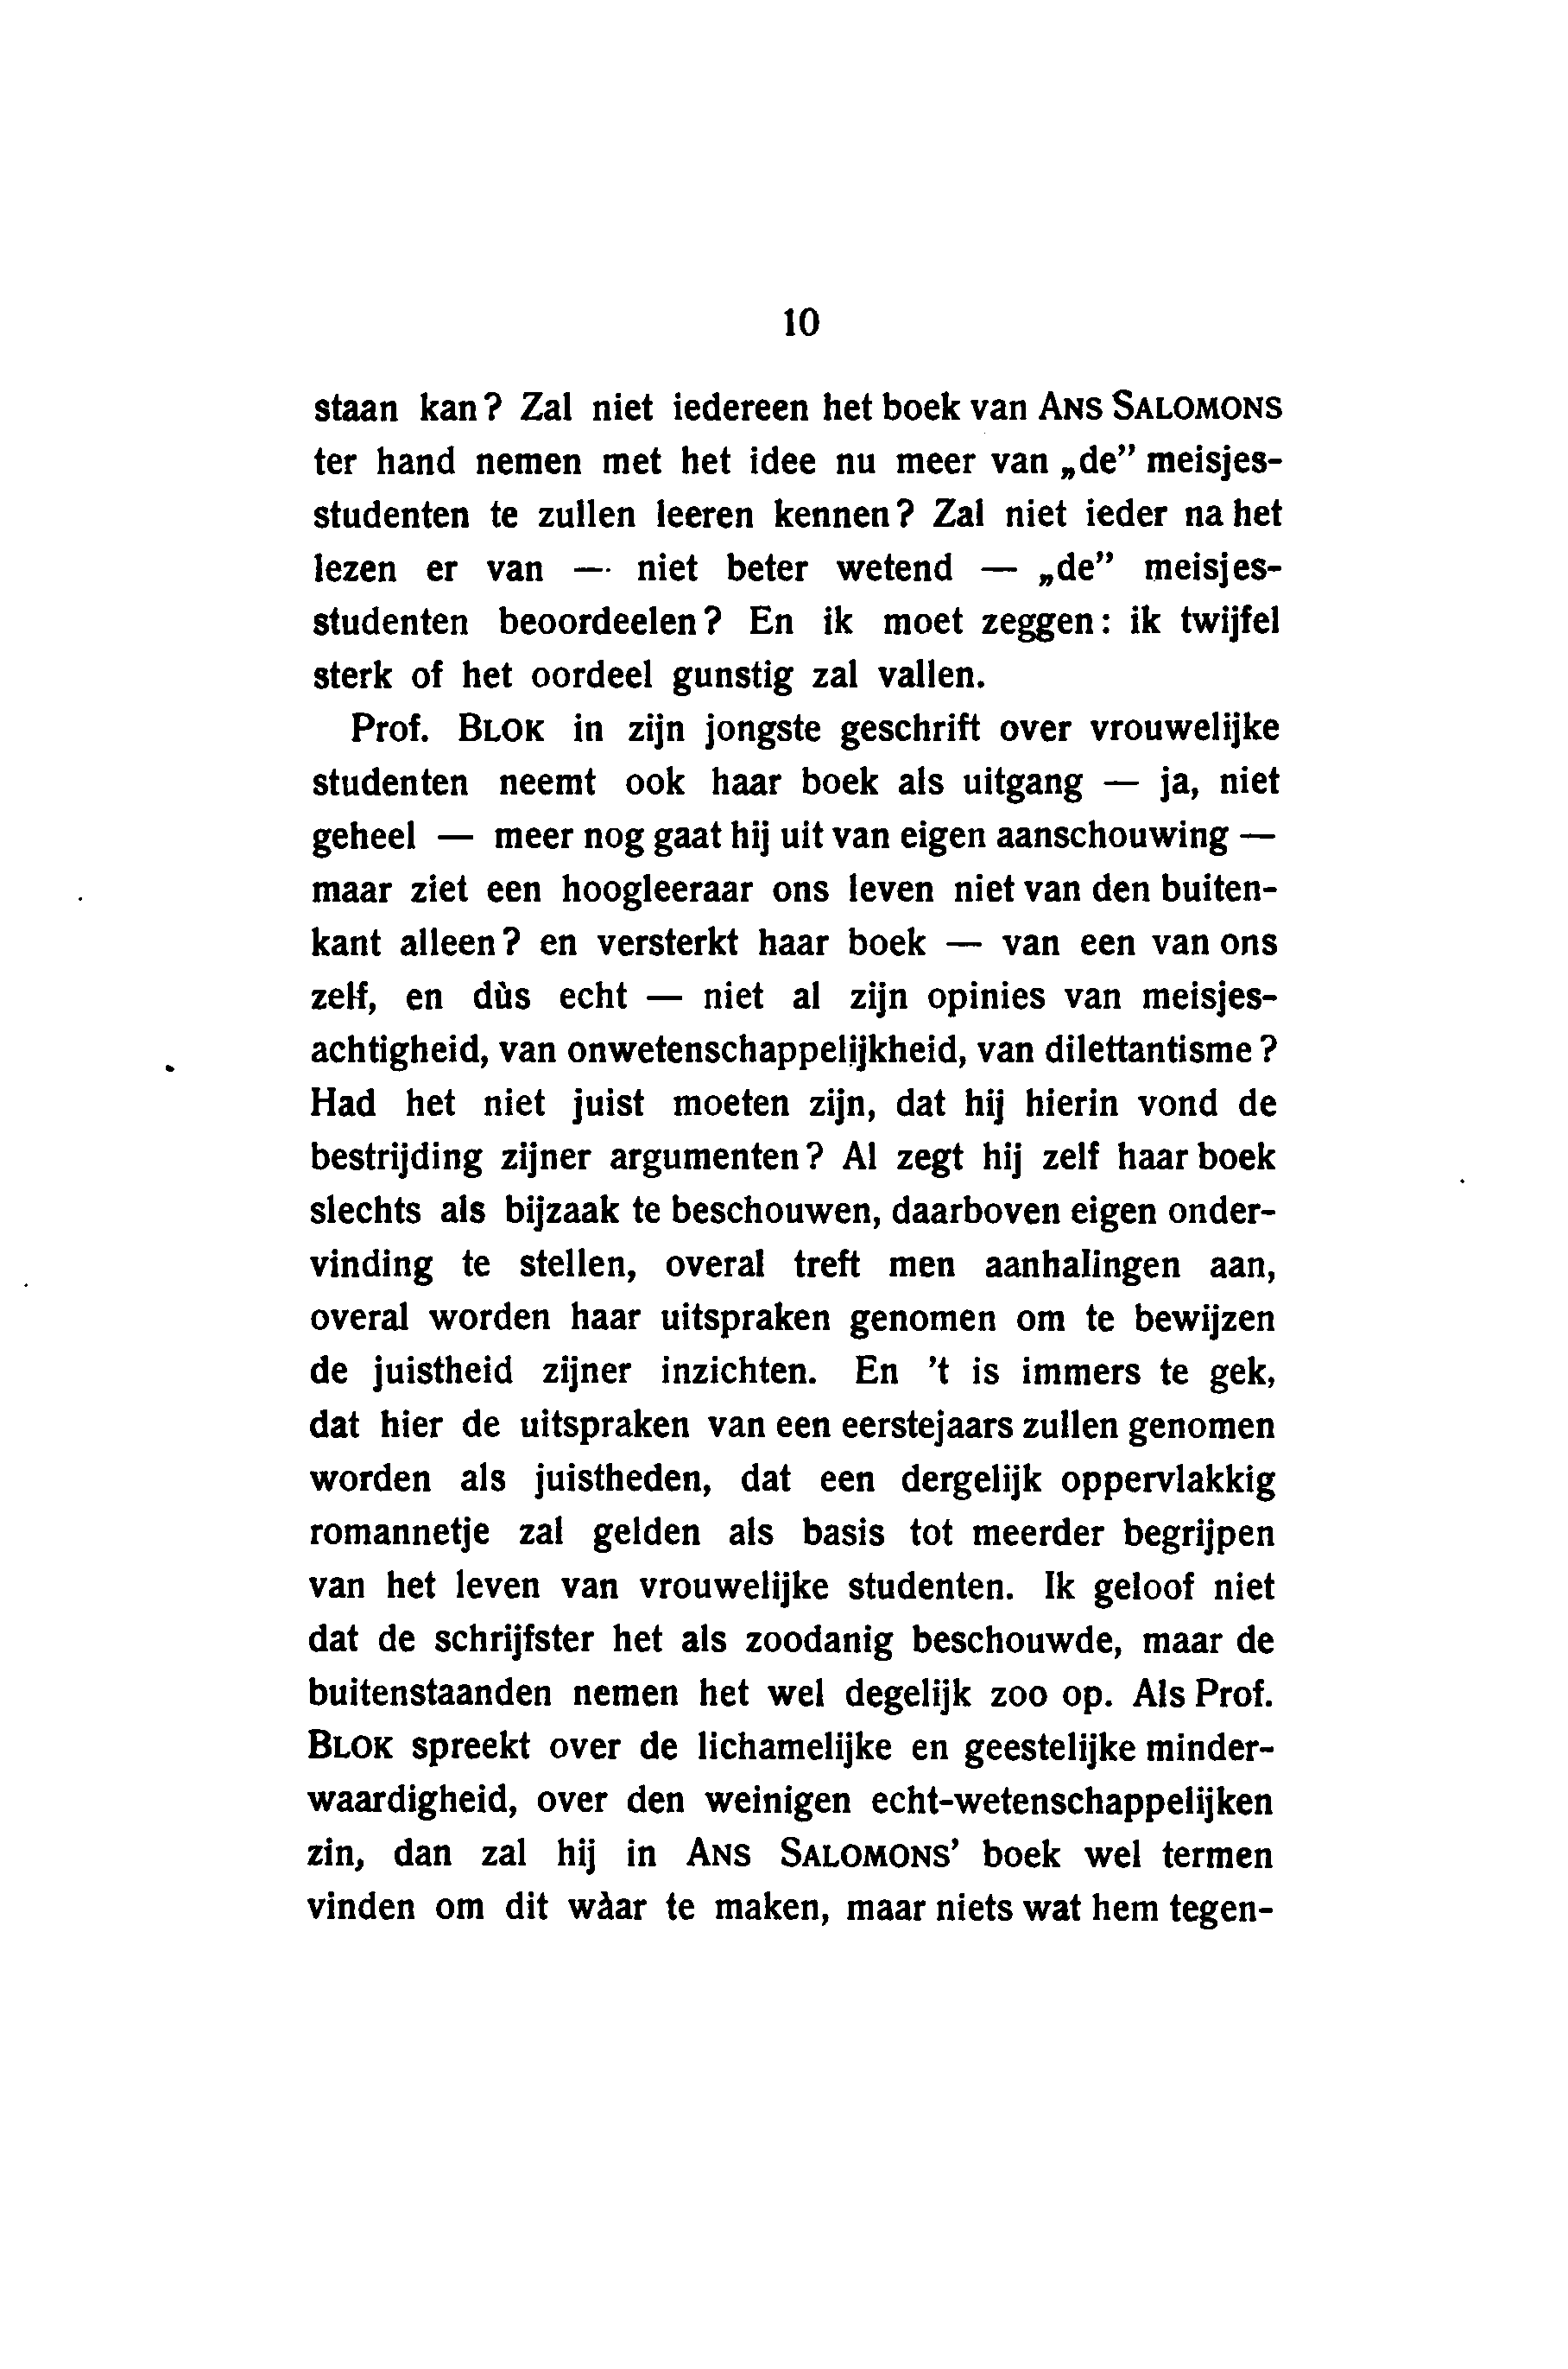 10
staan kan? Zal niet iedereen het boek van ANS SALOMONS
ter hand nemen met het idee nu meer van „de” meisjes-
studenten te zullen leeren kennen? Zal niet ieder na het
lezen er van — niet beter wetend — „de” meisjes-
studenten beoordeelen? En ik moet zeggen: ik twijfel
sterk of het oordeel gunstig zal vallen.
Prof. BLOK in zijn jongste geschrift over vrouwelijke
studenten neemt ook haar boek als uitgang — ja, niet
geheel — meer nog gaat hij uit van eigen aanschouwing —
maar ziet een hoogleeraar ons leven niet van den buiten-
kant alleen? en versterkt haar boek — van een van ons
zelf, en dùs echt — niet al zijn opinies van meisjes-
achtigheid, van onwetenschappelijkheid, van dilettantisme?
Had het niet juist moeten zijn, dat hij hierin vond de
bestrijding zijner argumenten? Al zegt hij zelf haar boek
slechts als bijzaak te beschouwen, daarboven eigen onder-
vinding te stellen, overal treft men aanhalingen aan,
overal worden haar uitspraken genomen om te bewijzen
de juistheid zijner inzichten. En ’t is immers te gek,
dat hier de uitspraken van een eerstejaars zullen genomen
worden als juistheden, dat een dergelijk oppervlakkig
romannetje zal gelden als basis tot meerder begrijpen
van het leven van vrouwelijke studenten. Ik geloof niet
dat de schrijfster het als zoodanig beschouwde, maar de
buitenstaanden nemen het wel degelijk zoo op. Als Prof.
BLOK spreekt over de lichamelijke en geestelijke minder-
waardigheid, over den weinigen echt-wetenschappelijken
zin, dan zal hij in ANS SALOMONS’ boek wel termen
vinden om dit wàar te maken, maar niets wat hem tegen-